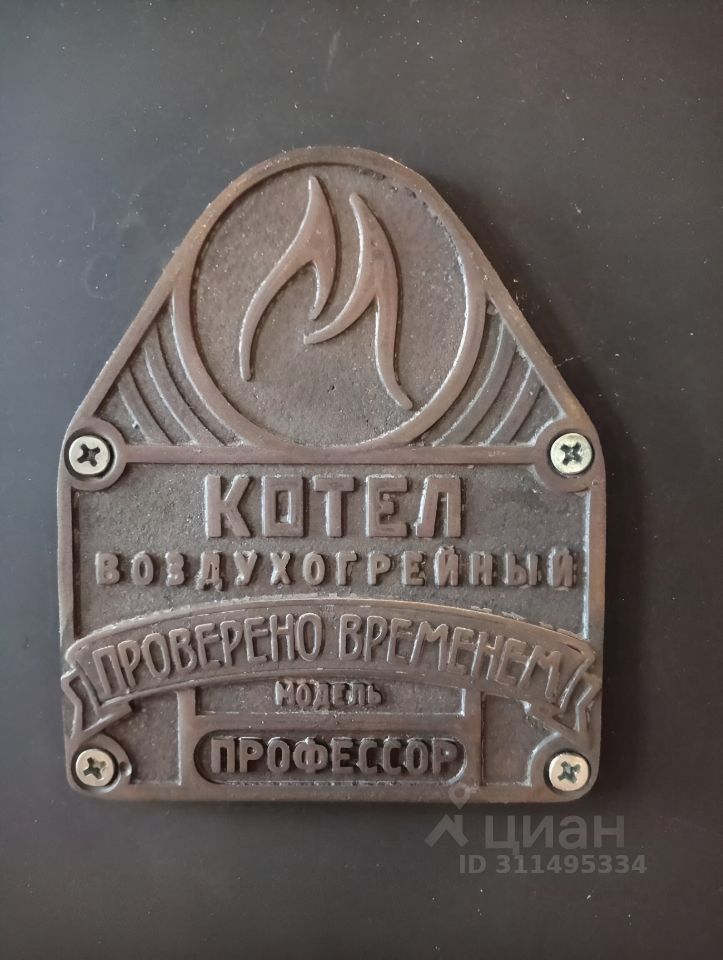 КОТЕЛ
ВОЗДУХОГРЕЙНЫЙ
ПРОВЕРЕНО ВРЕМЕНЕМ
МОДЕЛЬ
ПРОФЕССОР
циан
ID 311495334